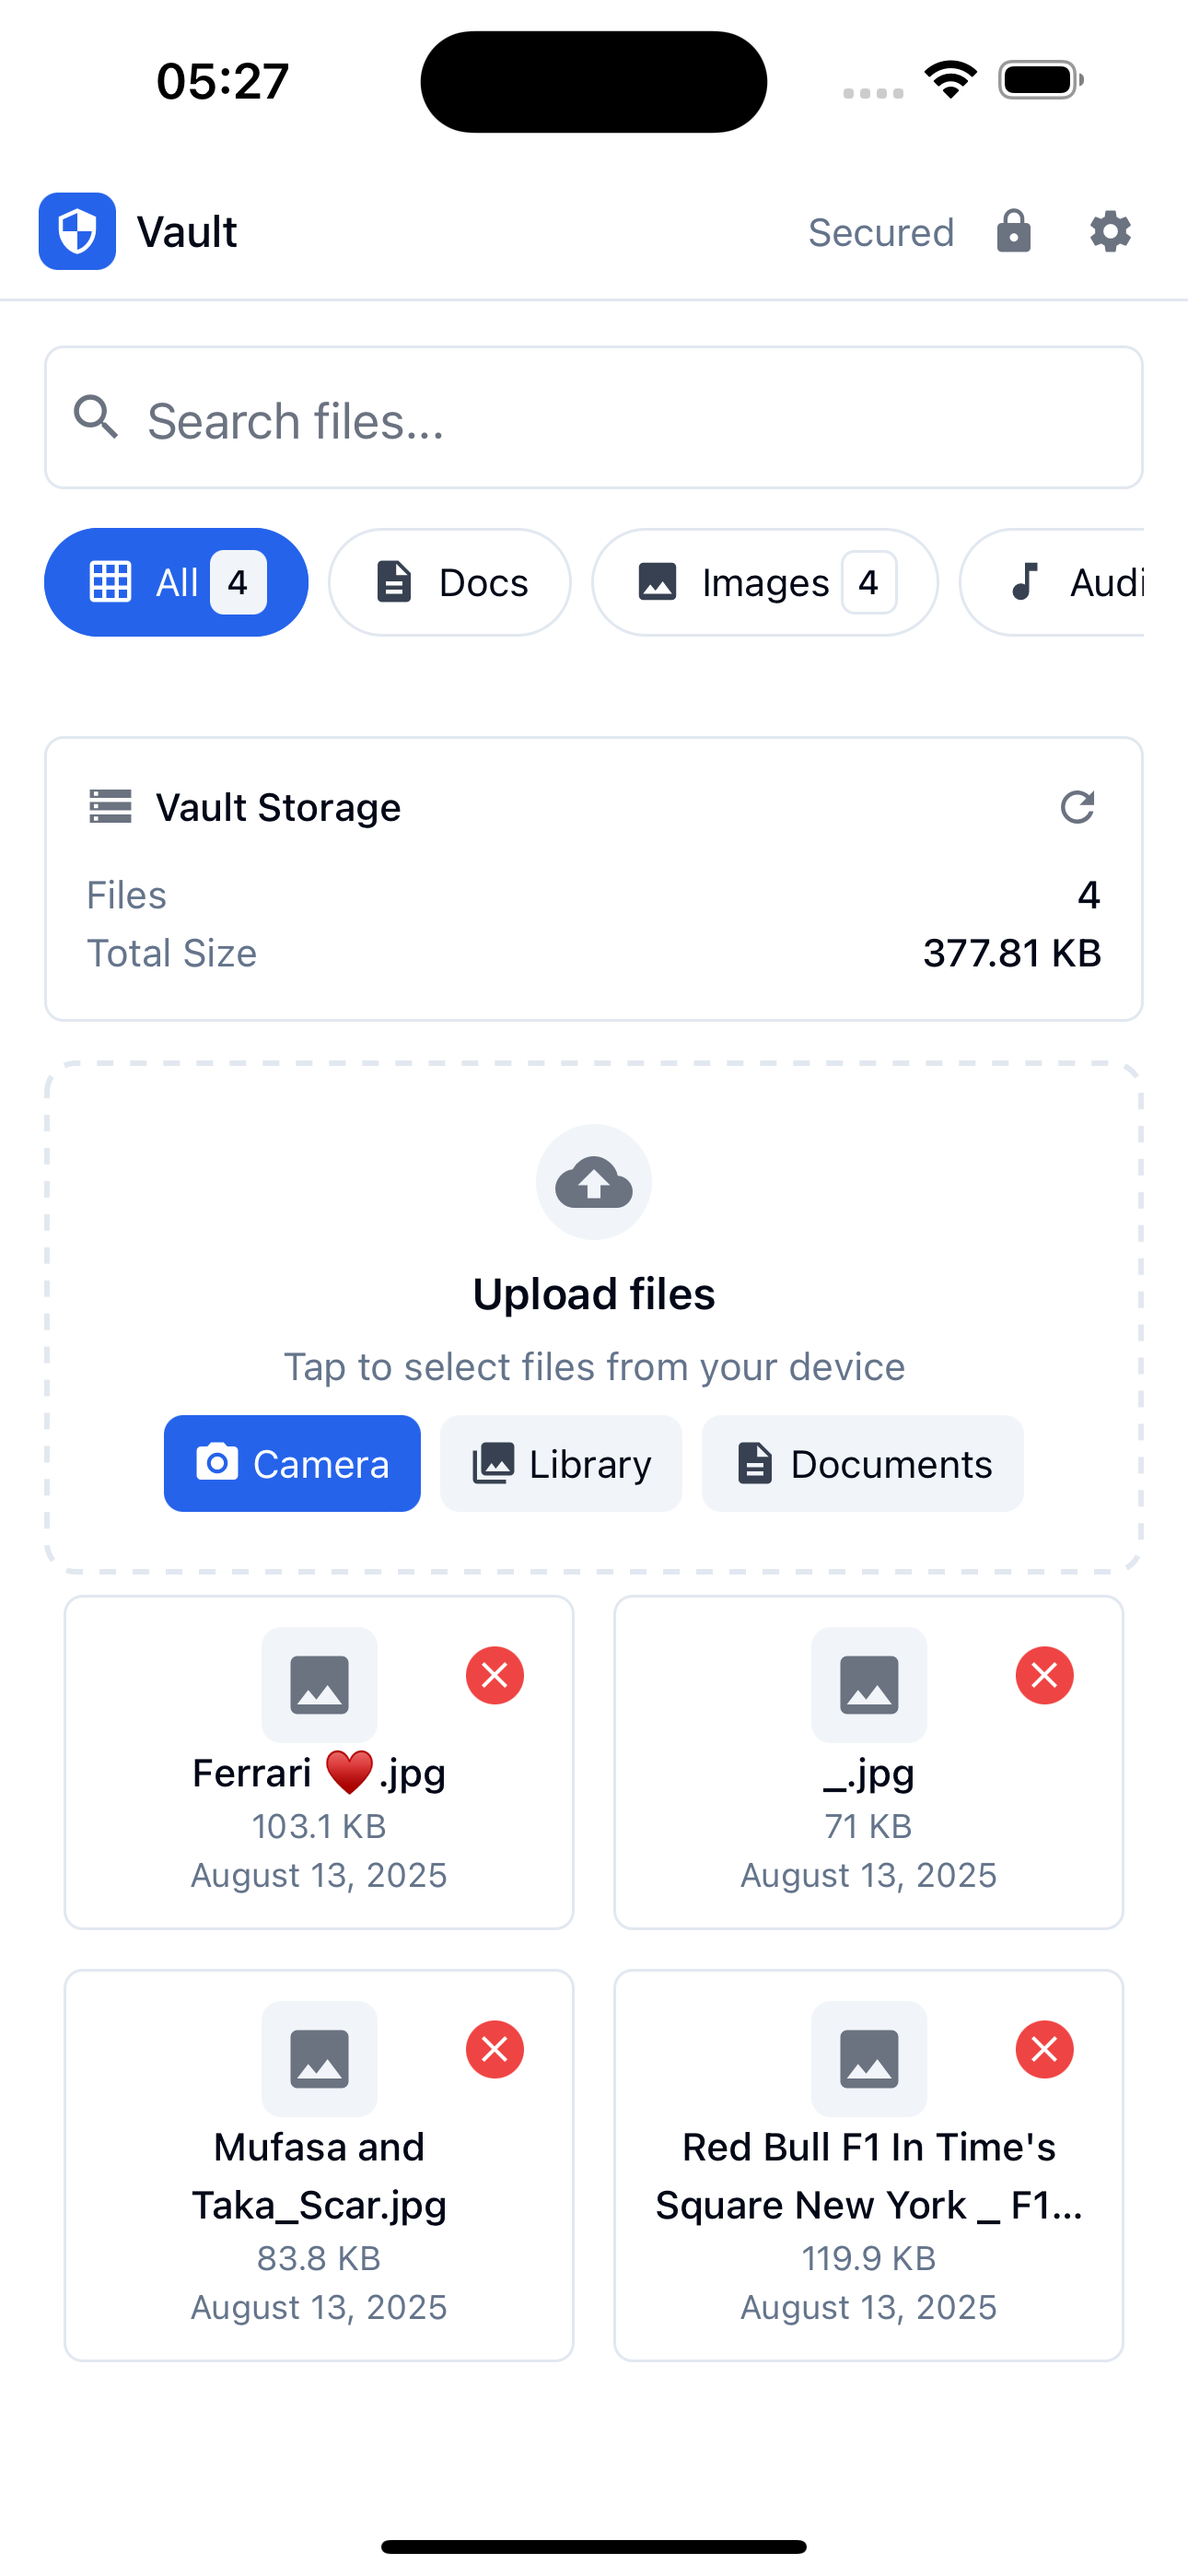 05:27
Vault
Secured
Search files...
All 4
Docs
Images 4
Audi
Vault Storage
Files 4
Total Size 377.81 KB
Upload files
Tap to select files from your device
Camera
Library
Documents
Ferrari ♥️.jpg
103.1 KB
August 13, 2025
_.jpg
71 KB
August 13, 2025
Mufasa and
Taka_Scar.jpg
83.8 KB
August 13, 2025
Red Bull F1 In Time's
Square New York _ F1...
119.9 KB
August 13, 2025